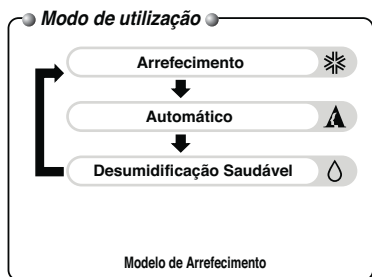 Modo de utilização
Arrefecimento
Automático
Desumidificação Saudável
Modelo de Arrefecimento